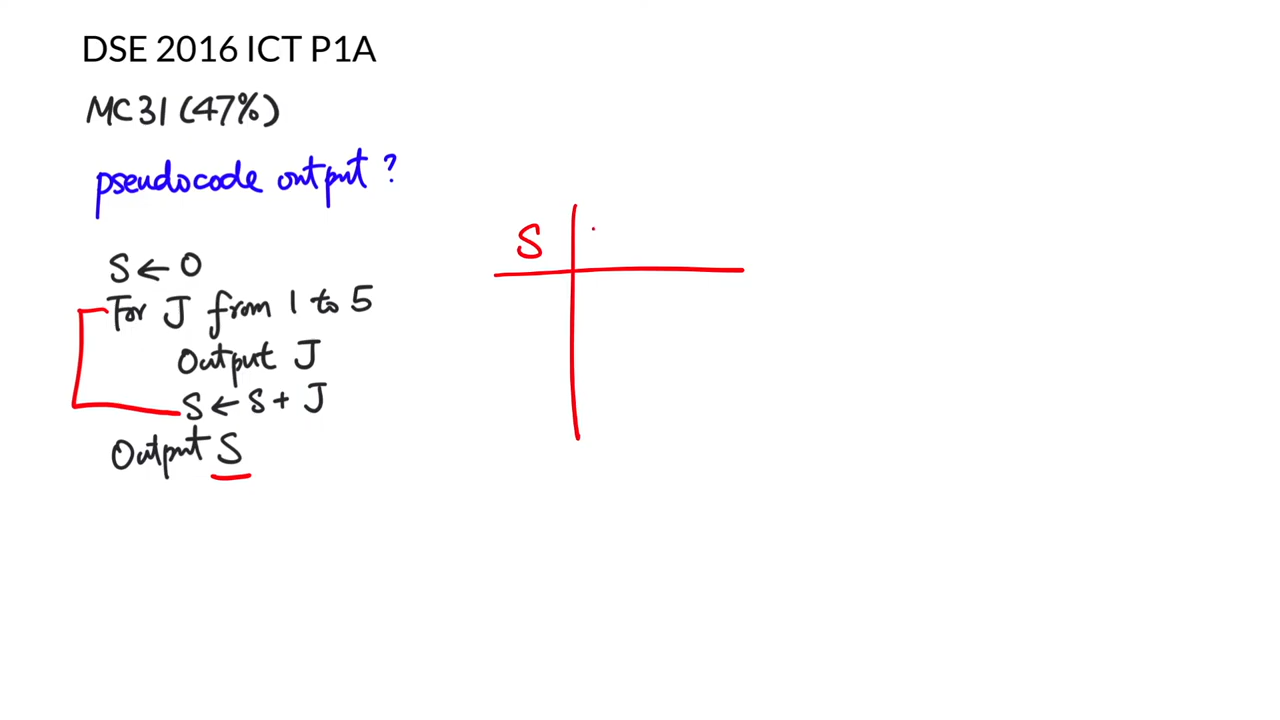 DSE 2016 ICT P1A
MC31 (47%)
pseudocode output ?
S ← 0
For J from 1 to 5
Output J
S ← S + J
Output S
S